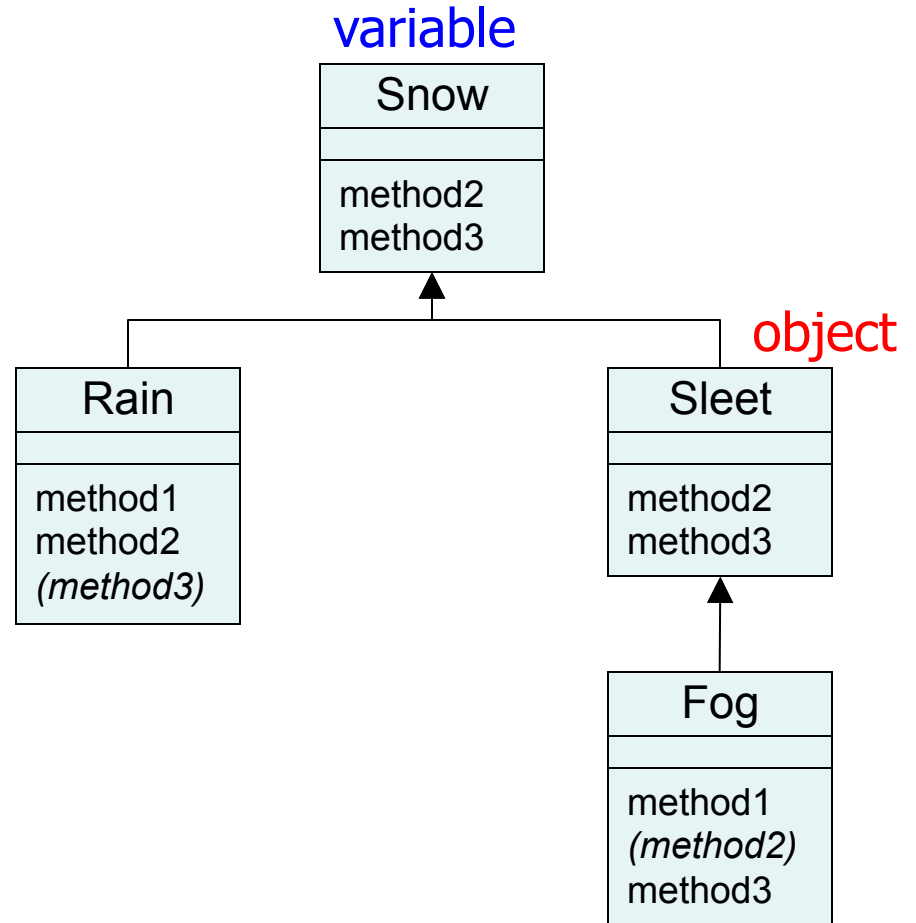 variable
Snow
method2
method3
object
Rain
method1
method2
(method3)
Sleet
method2
method3
Fog
method1
(method2)
method3